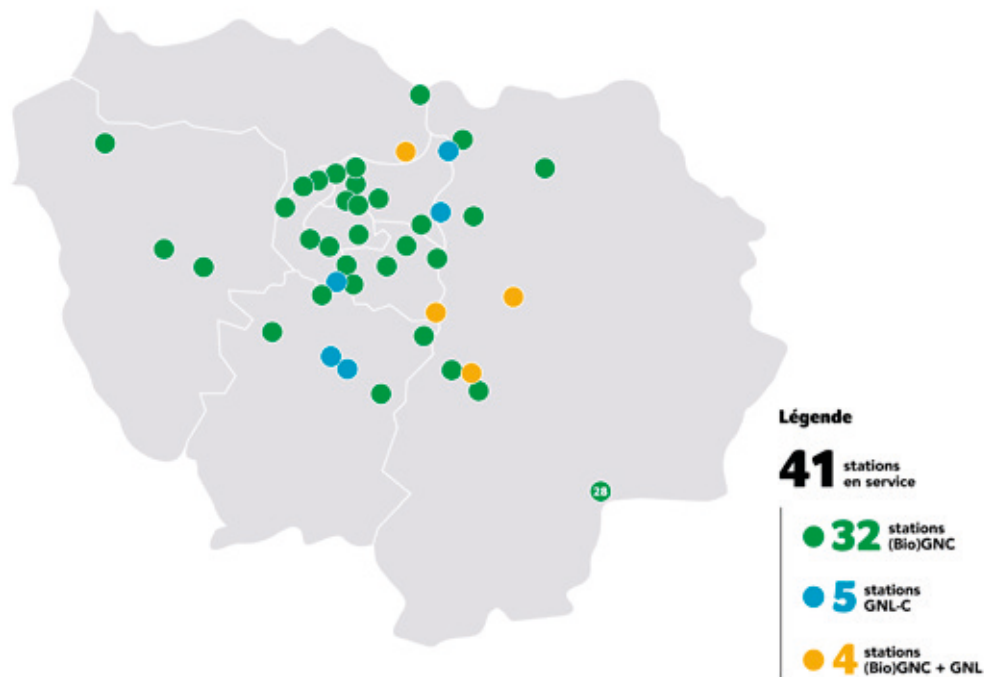 28
Légende
41 stations
en service
32 stations
(Bio)GNC
5 stations
GNL-C
4 stations
(Bio)GNC + GNL